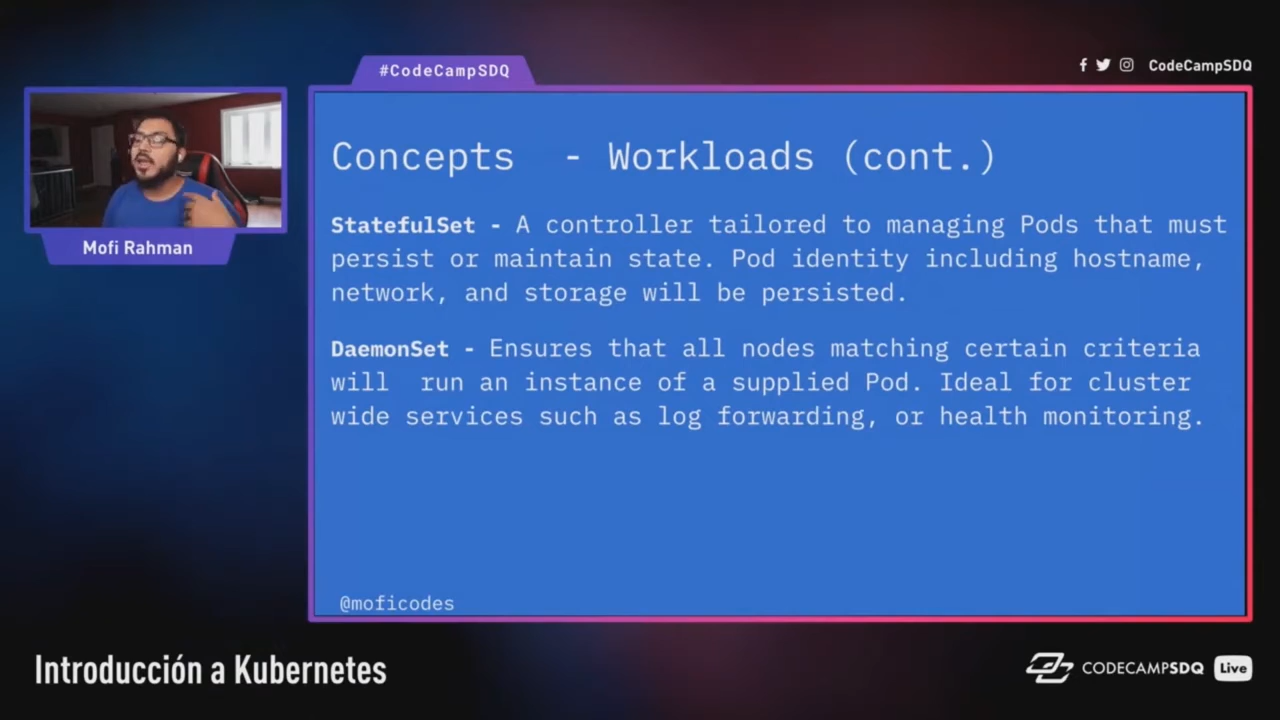 #CodeCampSDQ
CodeCampSDQ
Mofi Rahman
Concepts - Workloads (cont.)
StatefulSet - A controller tailored to managing Pods that must
persist or maintain state. Pod identity including hostname,
network, and storage will be persisted.
DaemonSet - Ensures that all nodes matching certain criteria
will run an instance of a supplied Pod. Ideal for cluster
wide services such as log forwarding, or health monitoring.
@moficodes
Introducción a Kubernetes
CODECAMPSDQ Live